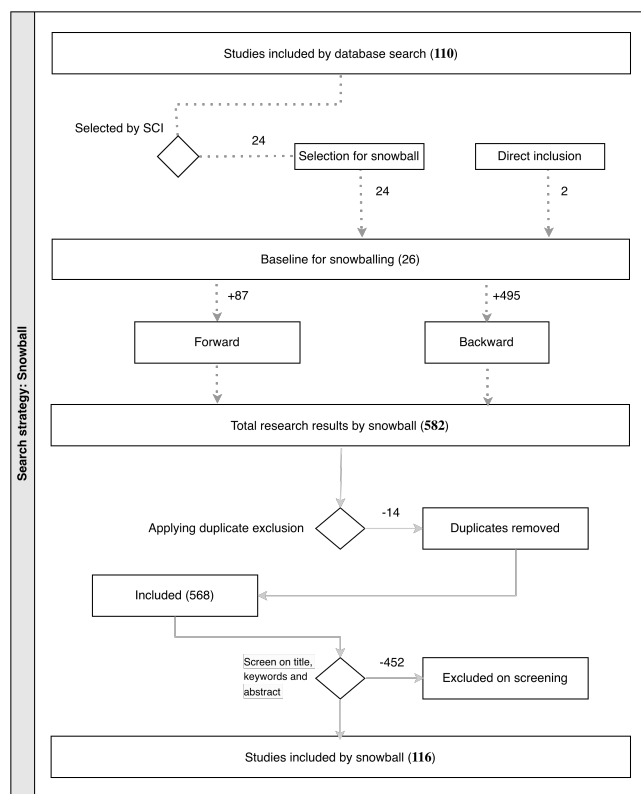 Search strategy: Snowball
Studies included by database search (110)
Selected by SCI
24
Selection for snowball
Direct inclusion
24
2
Baseline for snowballing (26)
+87
+495
Forward
Backward
Total research results by snowball (582)
-14
Applying duplicate exclusion
Duplicates removed
Included (568)
Screen on title,
keywords and
abstract
-452
Excluded on screening
Studies included by snowball (116)